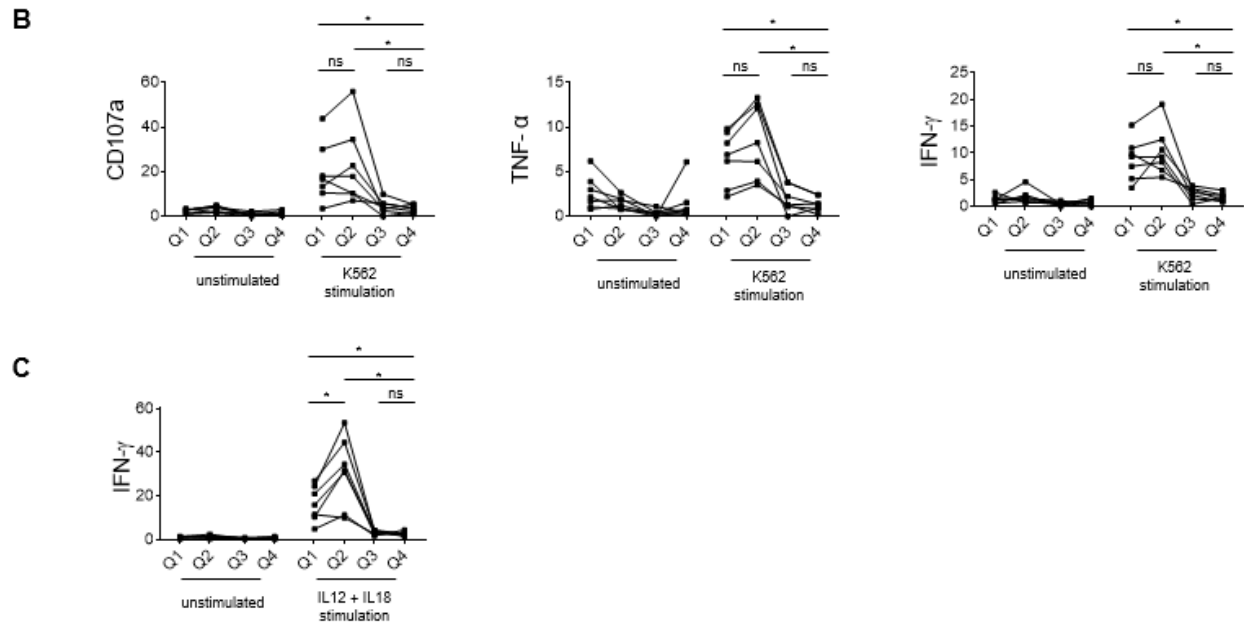 B
*
*
ns
ns
CD107a
60
40
20
0
Q1
Q2
Q3
Q4
Q1
Q2
Q3
Q4
unstimulated
K562
stimulation
*
*
ns
ns
TNF- α
15
10
5
0
Q1
Q2
Q3
Q4
Q1
Q2
Q3
Q4
unstimulated
K562
stimulation
*
*
ns
ns
IFN-γ
25
20
15
10
5
0
Q1
Q2
Q3
Q4
Q1
Q2
Q3
Q4
unstimulated
K562
stimulation
C
*
*
*
ns
IFN-γ
60
40
20
0
Q1
Q2
Q3
Q4
Q1
Q2
Q3
Q4
unstimulated
IL12 + IL18
stimulation